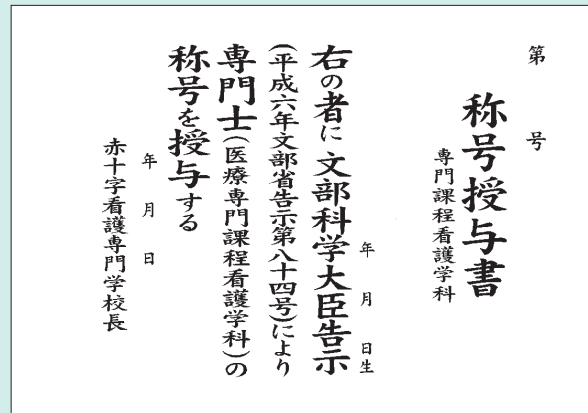 第　号
称号授与書
専門課程看護学科
年　月　日生
右の者に 文部科学大臣告示
(平成六年文部省告示第八十四号)により
専門士(医療専門課程看護学科)の
称号を授与する
年　月　日
赤十字看護専門学校長